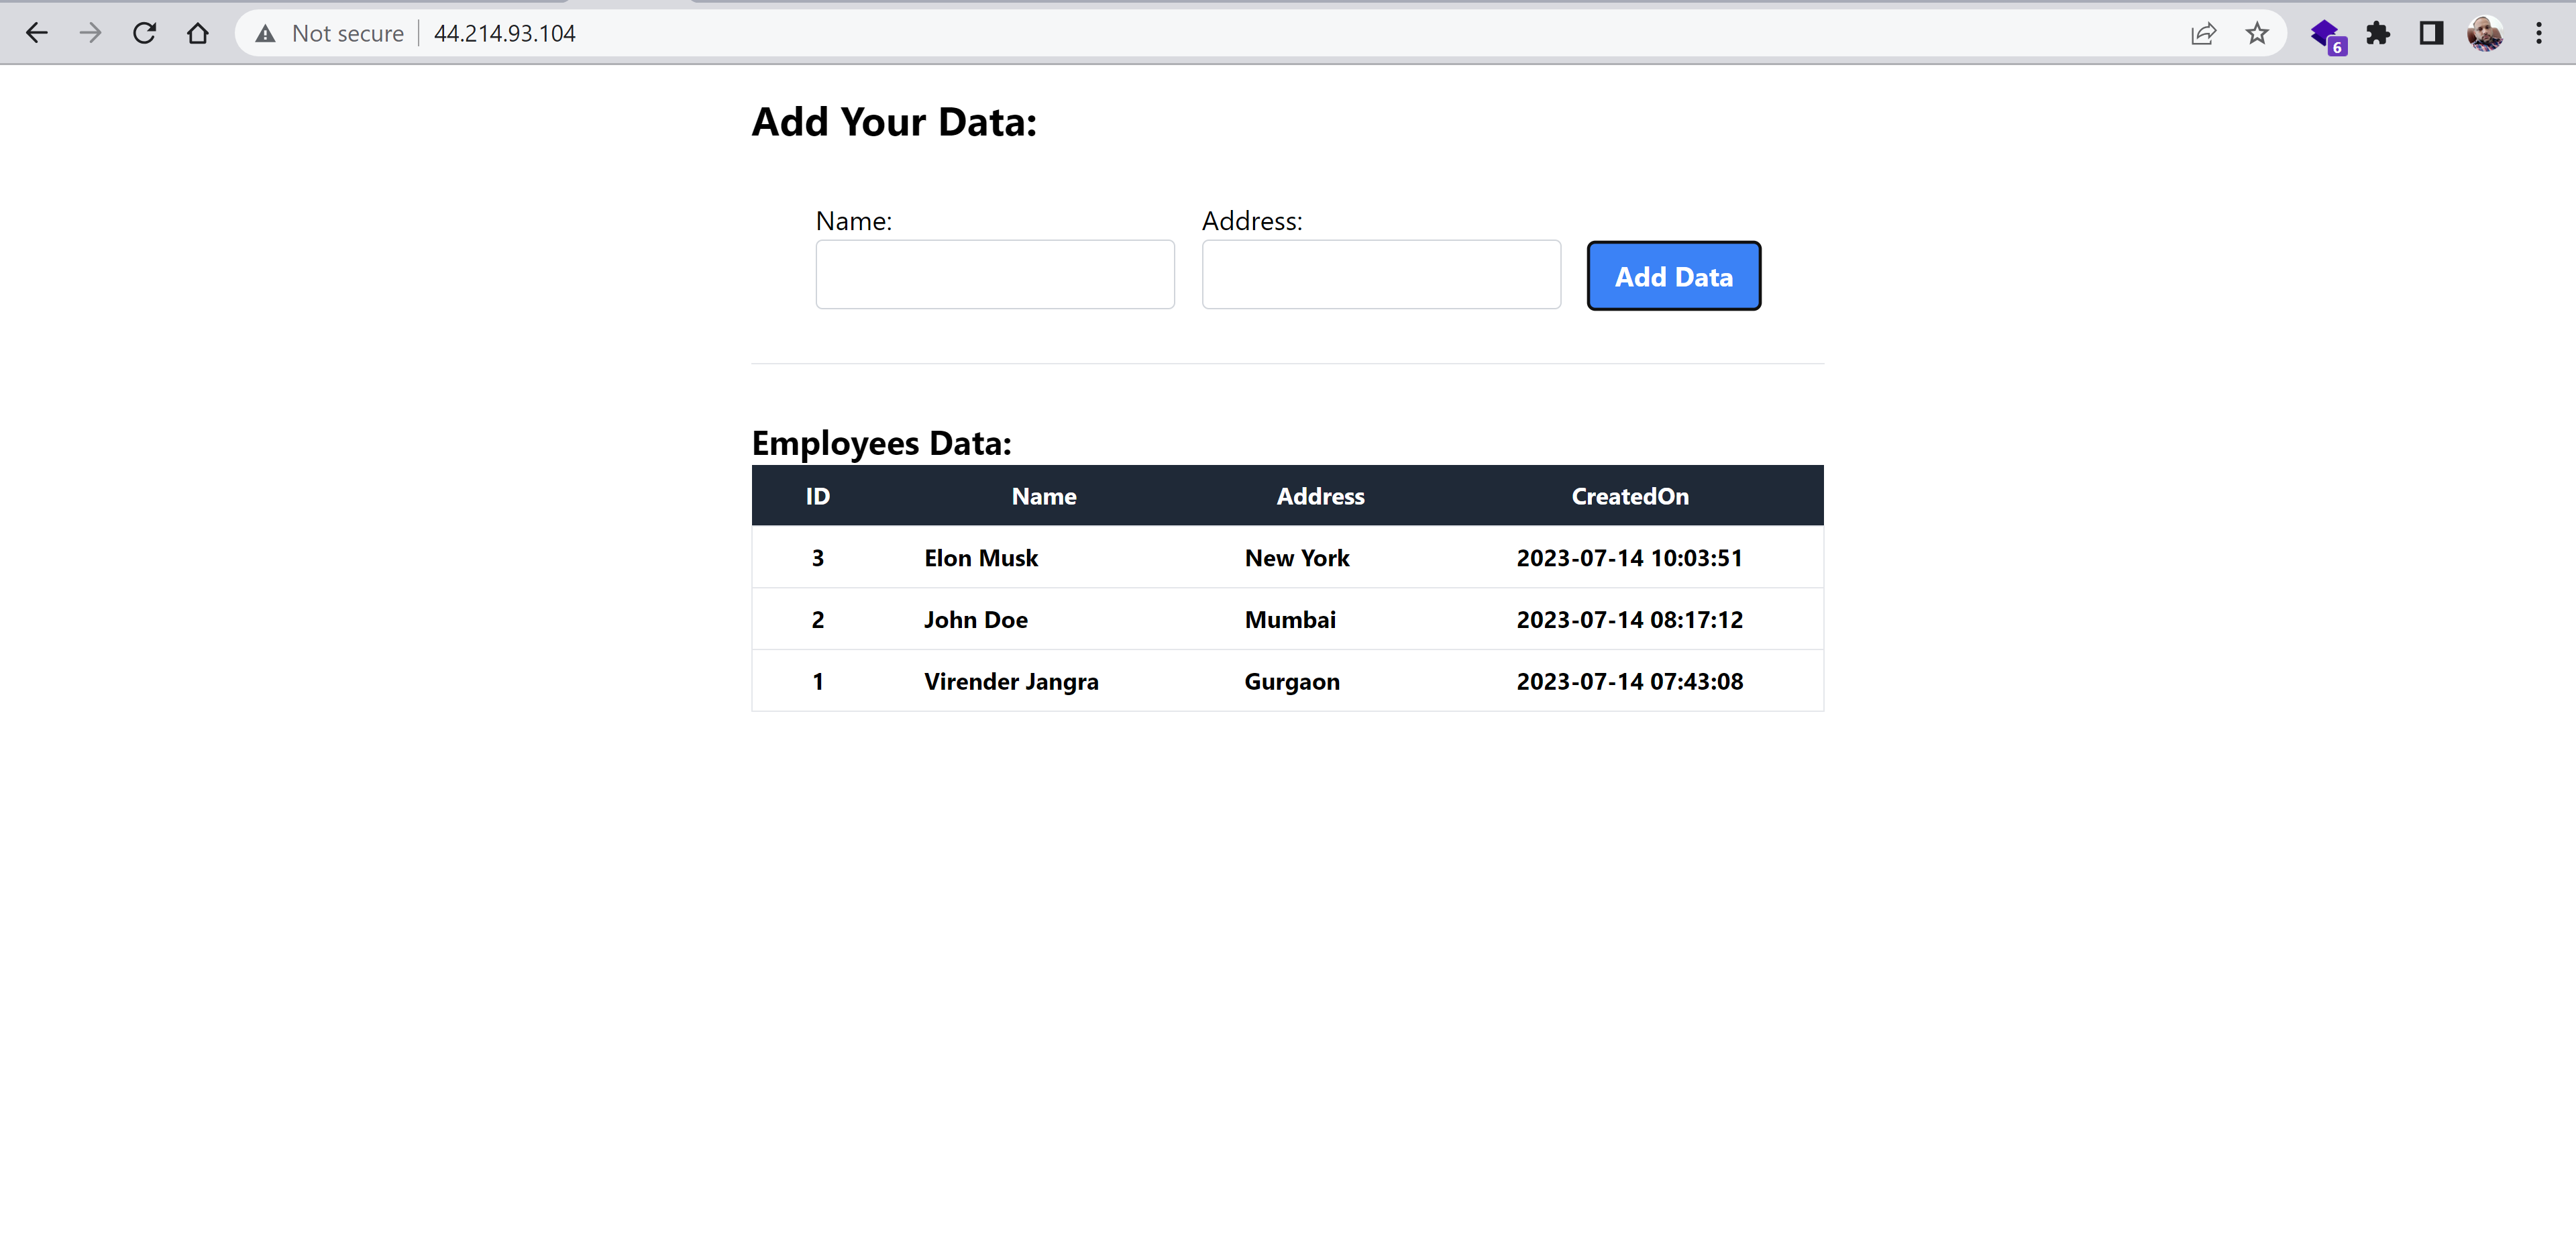 Not secure 44.214.93.104
6
Add Your Data:
Name: Address:
Add Data
Employees Data:
ID Name Address CreatedOn
3 Elon Musk New York 2023-07-14 10:03:51
2 John Doe Mumbai 2023-07-14 08:17:12
1 Virender Jangra Gurgaon 2023-07-14 07:43:08